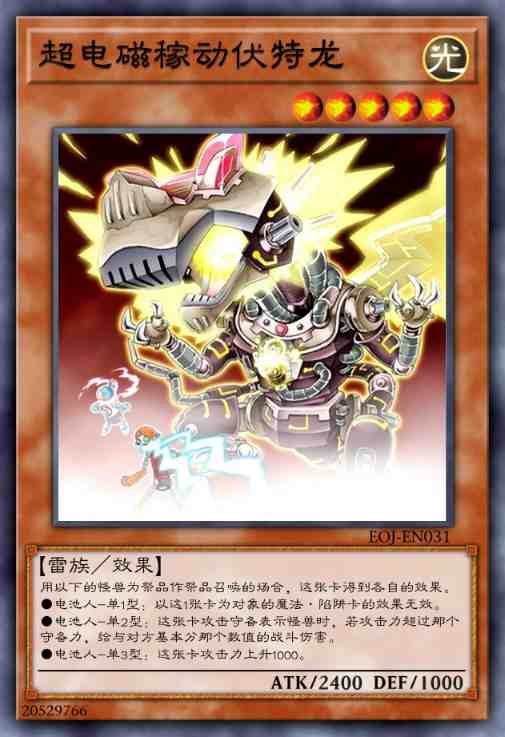 超电磁稼动伏特龙
光
EOJ-EN031
【雷族／效果】
用以下的怪兽为祭品作祭品召唤的场合，这张卡得到各自的效果。
●电池人-单1型：以这1张卡为对象的魔法·陷阱卡的效果无效。
●电池人-单2型：这张卡攻击守备表示怪兽时，若攻击力超过那个
守备力，给与对方基本分那个数值的战斗伤害。
●电池人-单3型：这张卡攻击力上升1000。
ATK/2400 DEF/1000
20529766